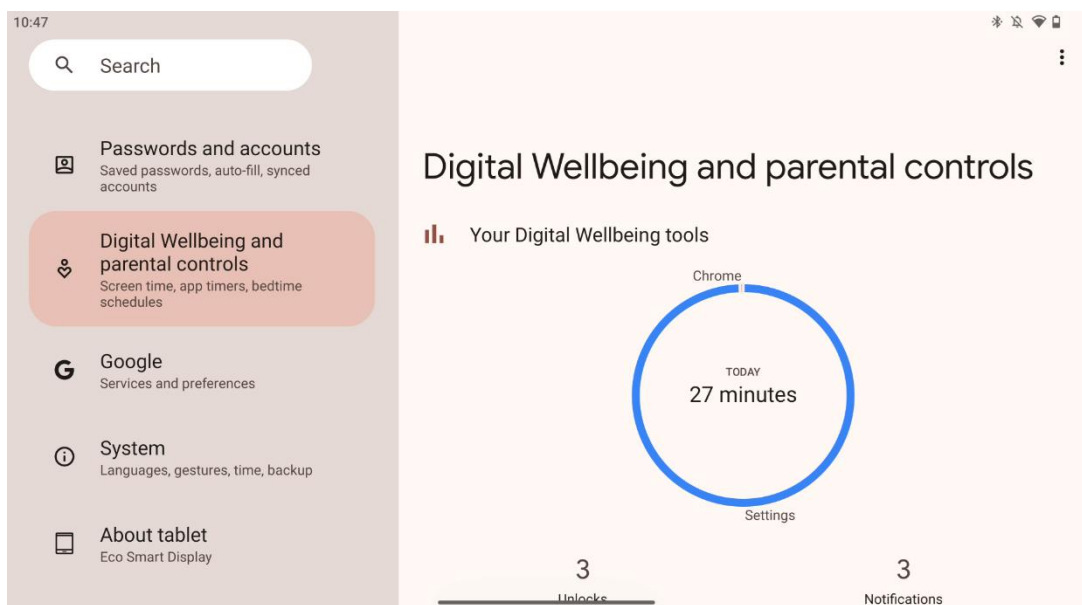 10:47
Search
Passwords and accounts
Saved passwords, auto-fill, synced
accounts
Digital Wellbeing and
parental controls
Screen time, app timers, bedtime
schedules
Google
Services and preferences
System
Languages, gestures, time, backup
About tablet
Eco Smart Display
Digital Wellbeing and parental controls
Your Digital Wellbeing tools
Chrome
TODAY
27 minutes
Settings
3
Unlocks
3
Notifications